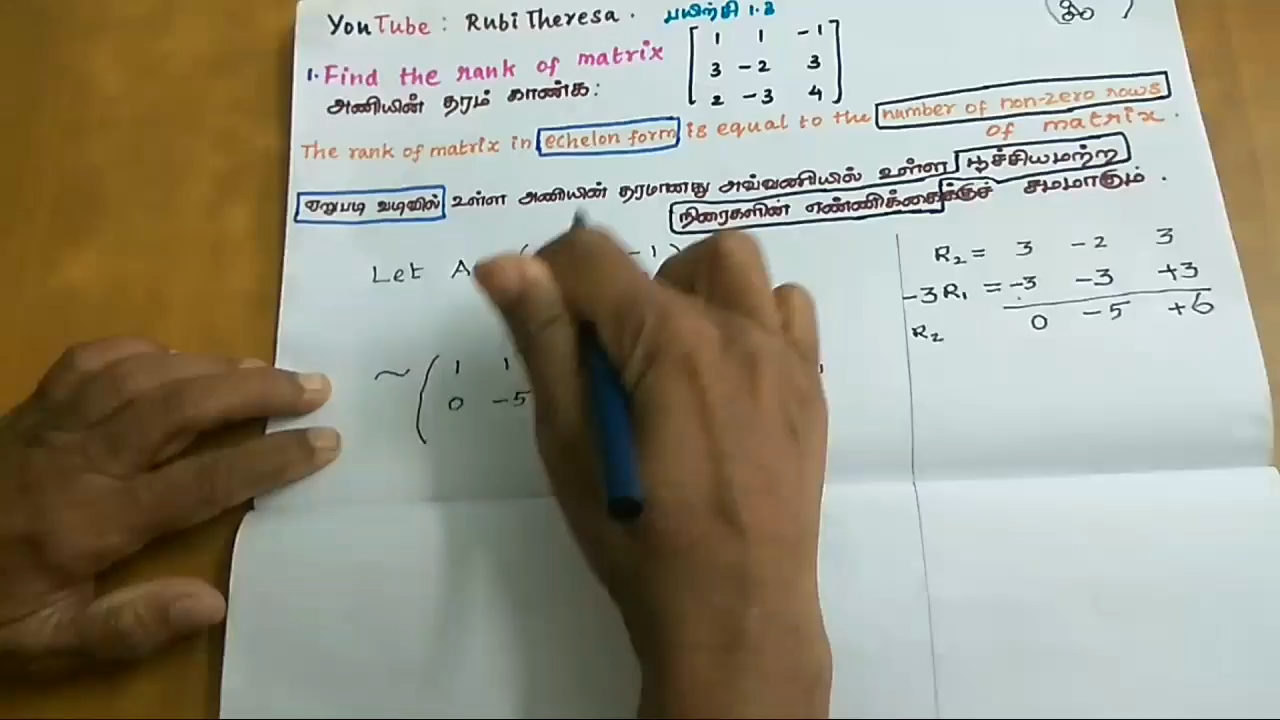 YouTube : Rubi Theresa . பயிற்சி 1.3
1. Find the rank of matrix
1 1 -1
3 -2 3
2 -3 4
அணியின் தரம் காண்க :
The rank of matrix in echelon form is equal to the number of non-zero rows of matrix .
ஏறுபடி வடிவில் உள்ள அணியின் தரமானது அவ்வணியில் உள்ள பூச்சியமற்ற
நிரைகளின் எண்ணிக்கைக்குச் சமமாகும் .
Let A -1
~ ( 1 1
0 -5
R₂ = 3 -2 3
-3R₁ = -3 -3 +3
R₂ 0 -5 +6